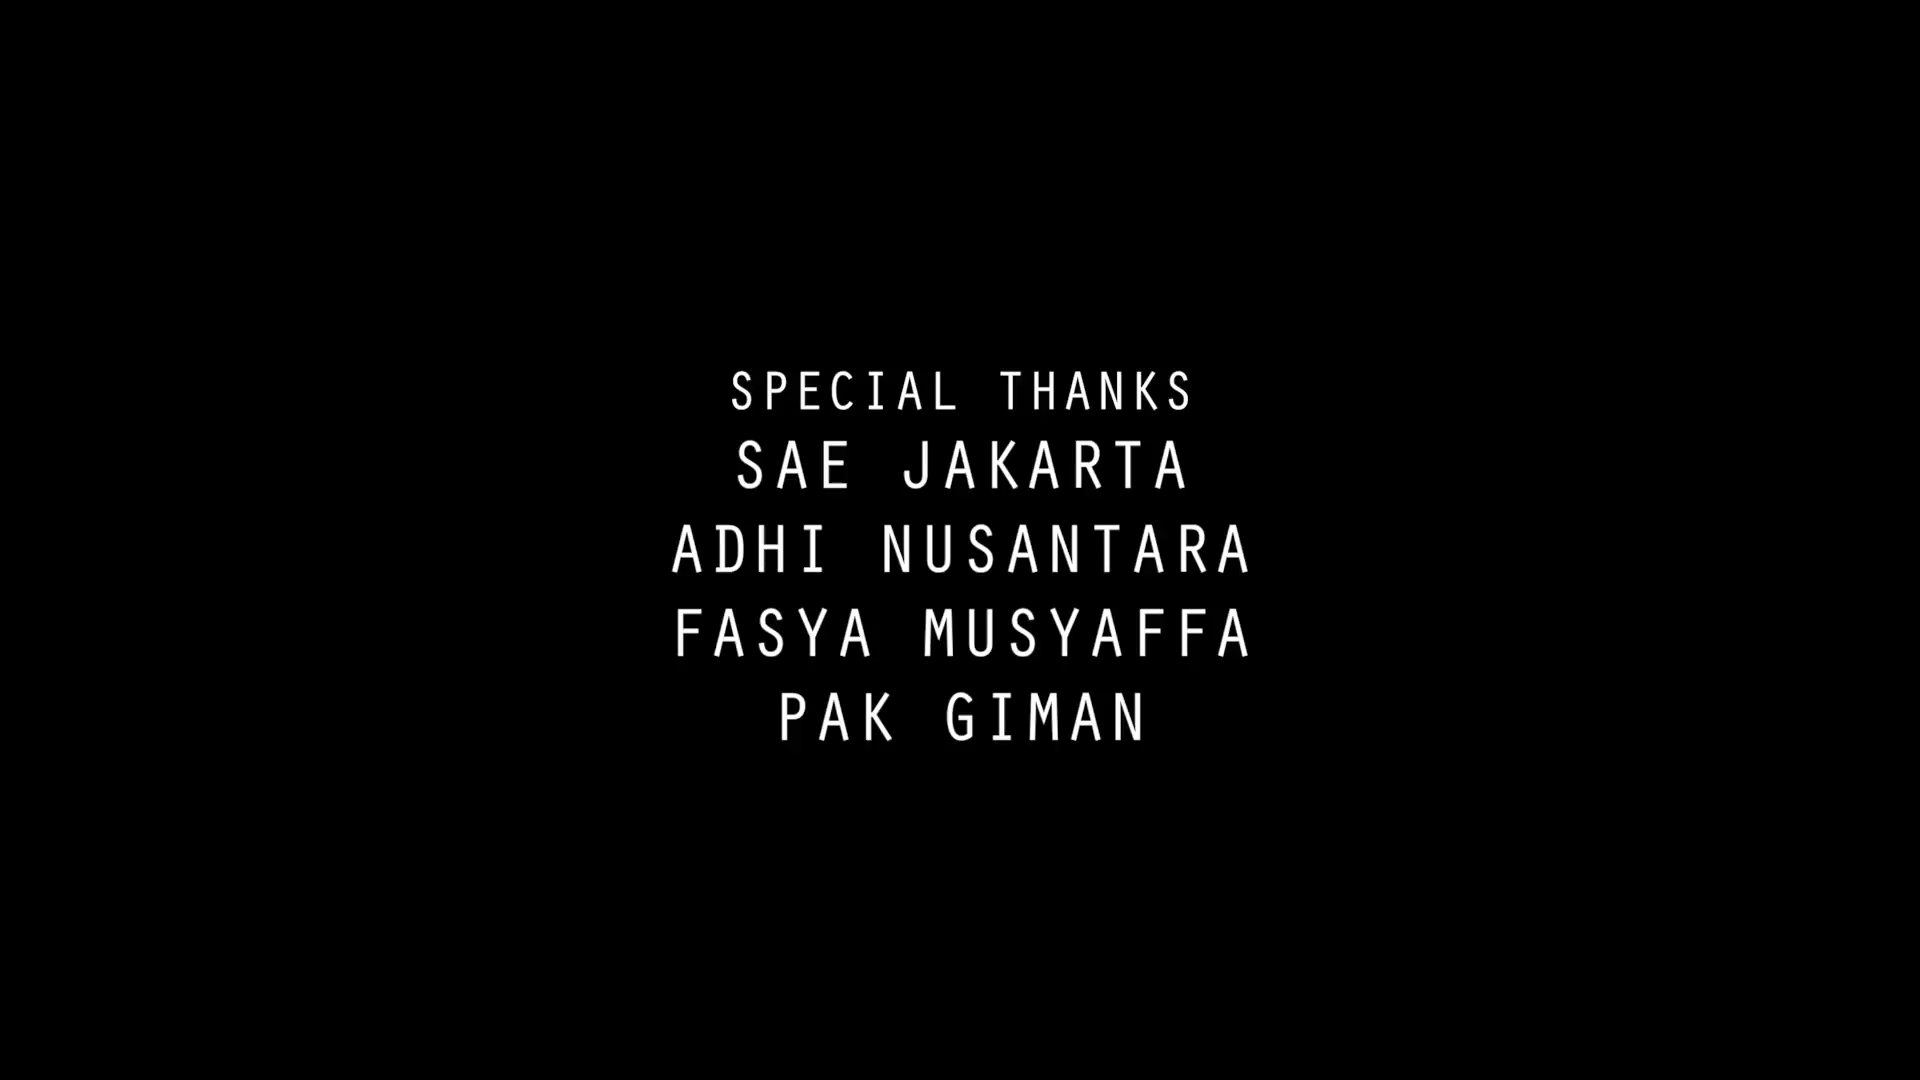 SPECIAL THANKS
SAE JAKARTA
ADHI NUSANTARA
FASYA MUSYAFFA
PAK GIMAN